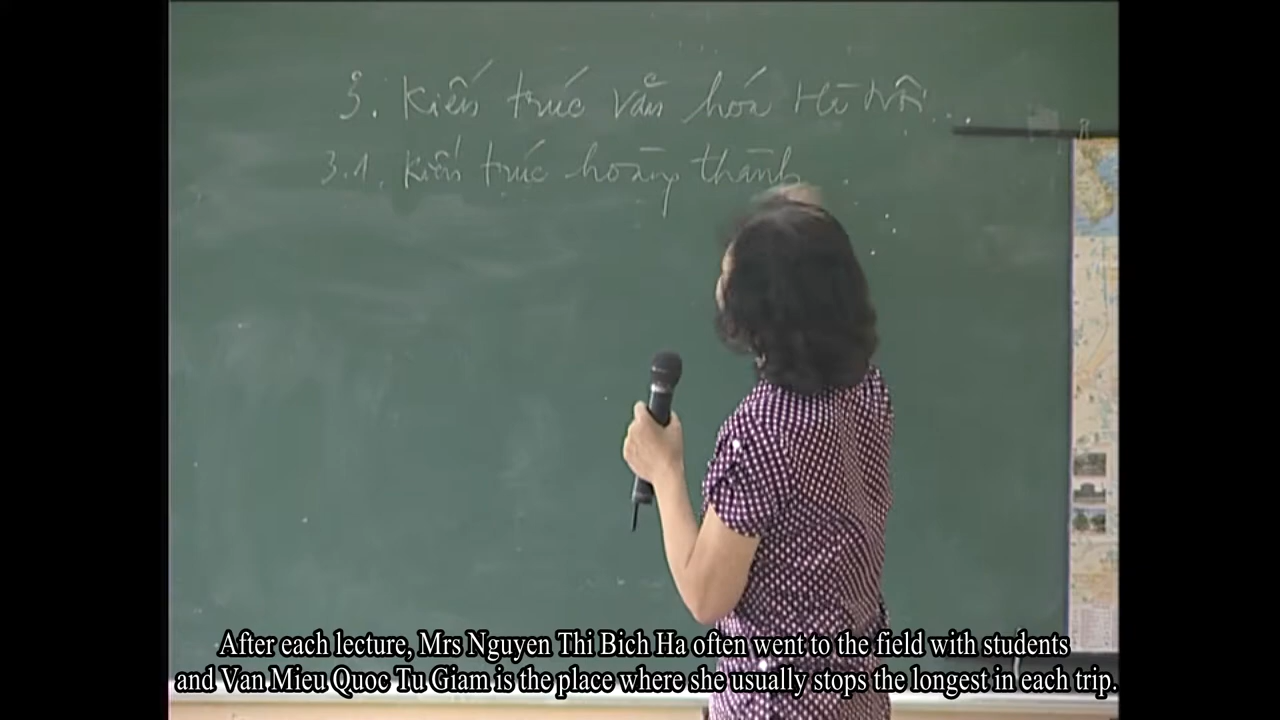 3. Kiến trúc văn hóa Hà Nội...
3.1. Kiến trúc hoàng thành.
After each lecture, Mrs Nguyen Thi Bich Ha often went to the field with students
and Van Mieu Quoc Tu Giam is the place where she usually stops the longest in each trip.